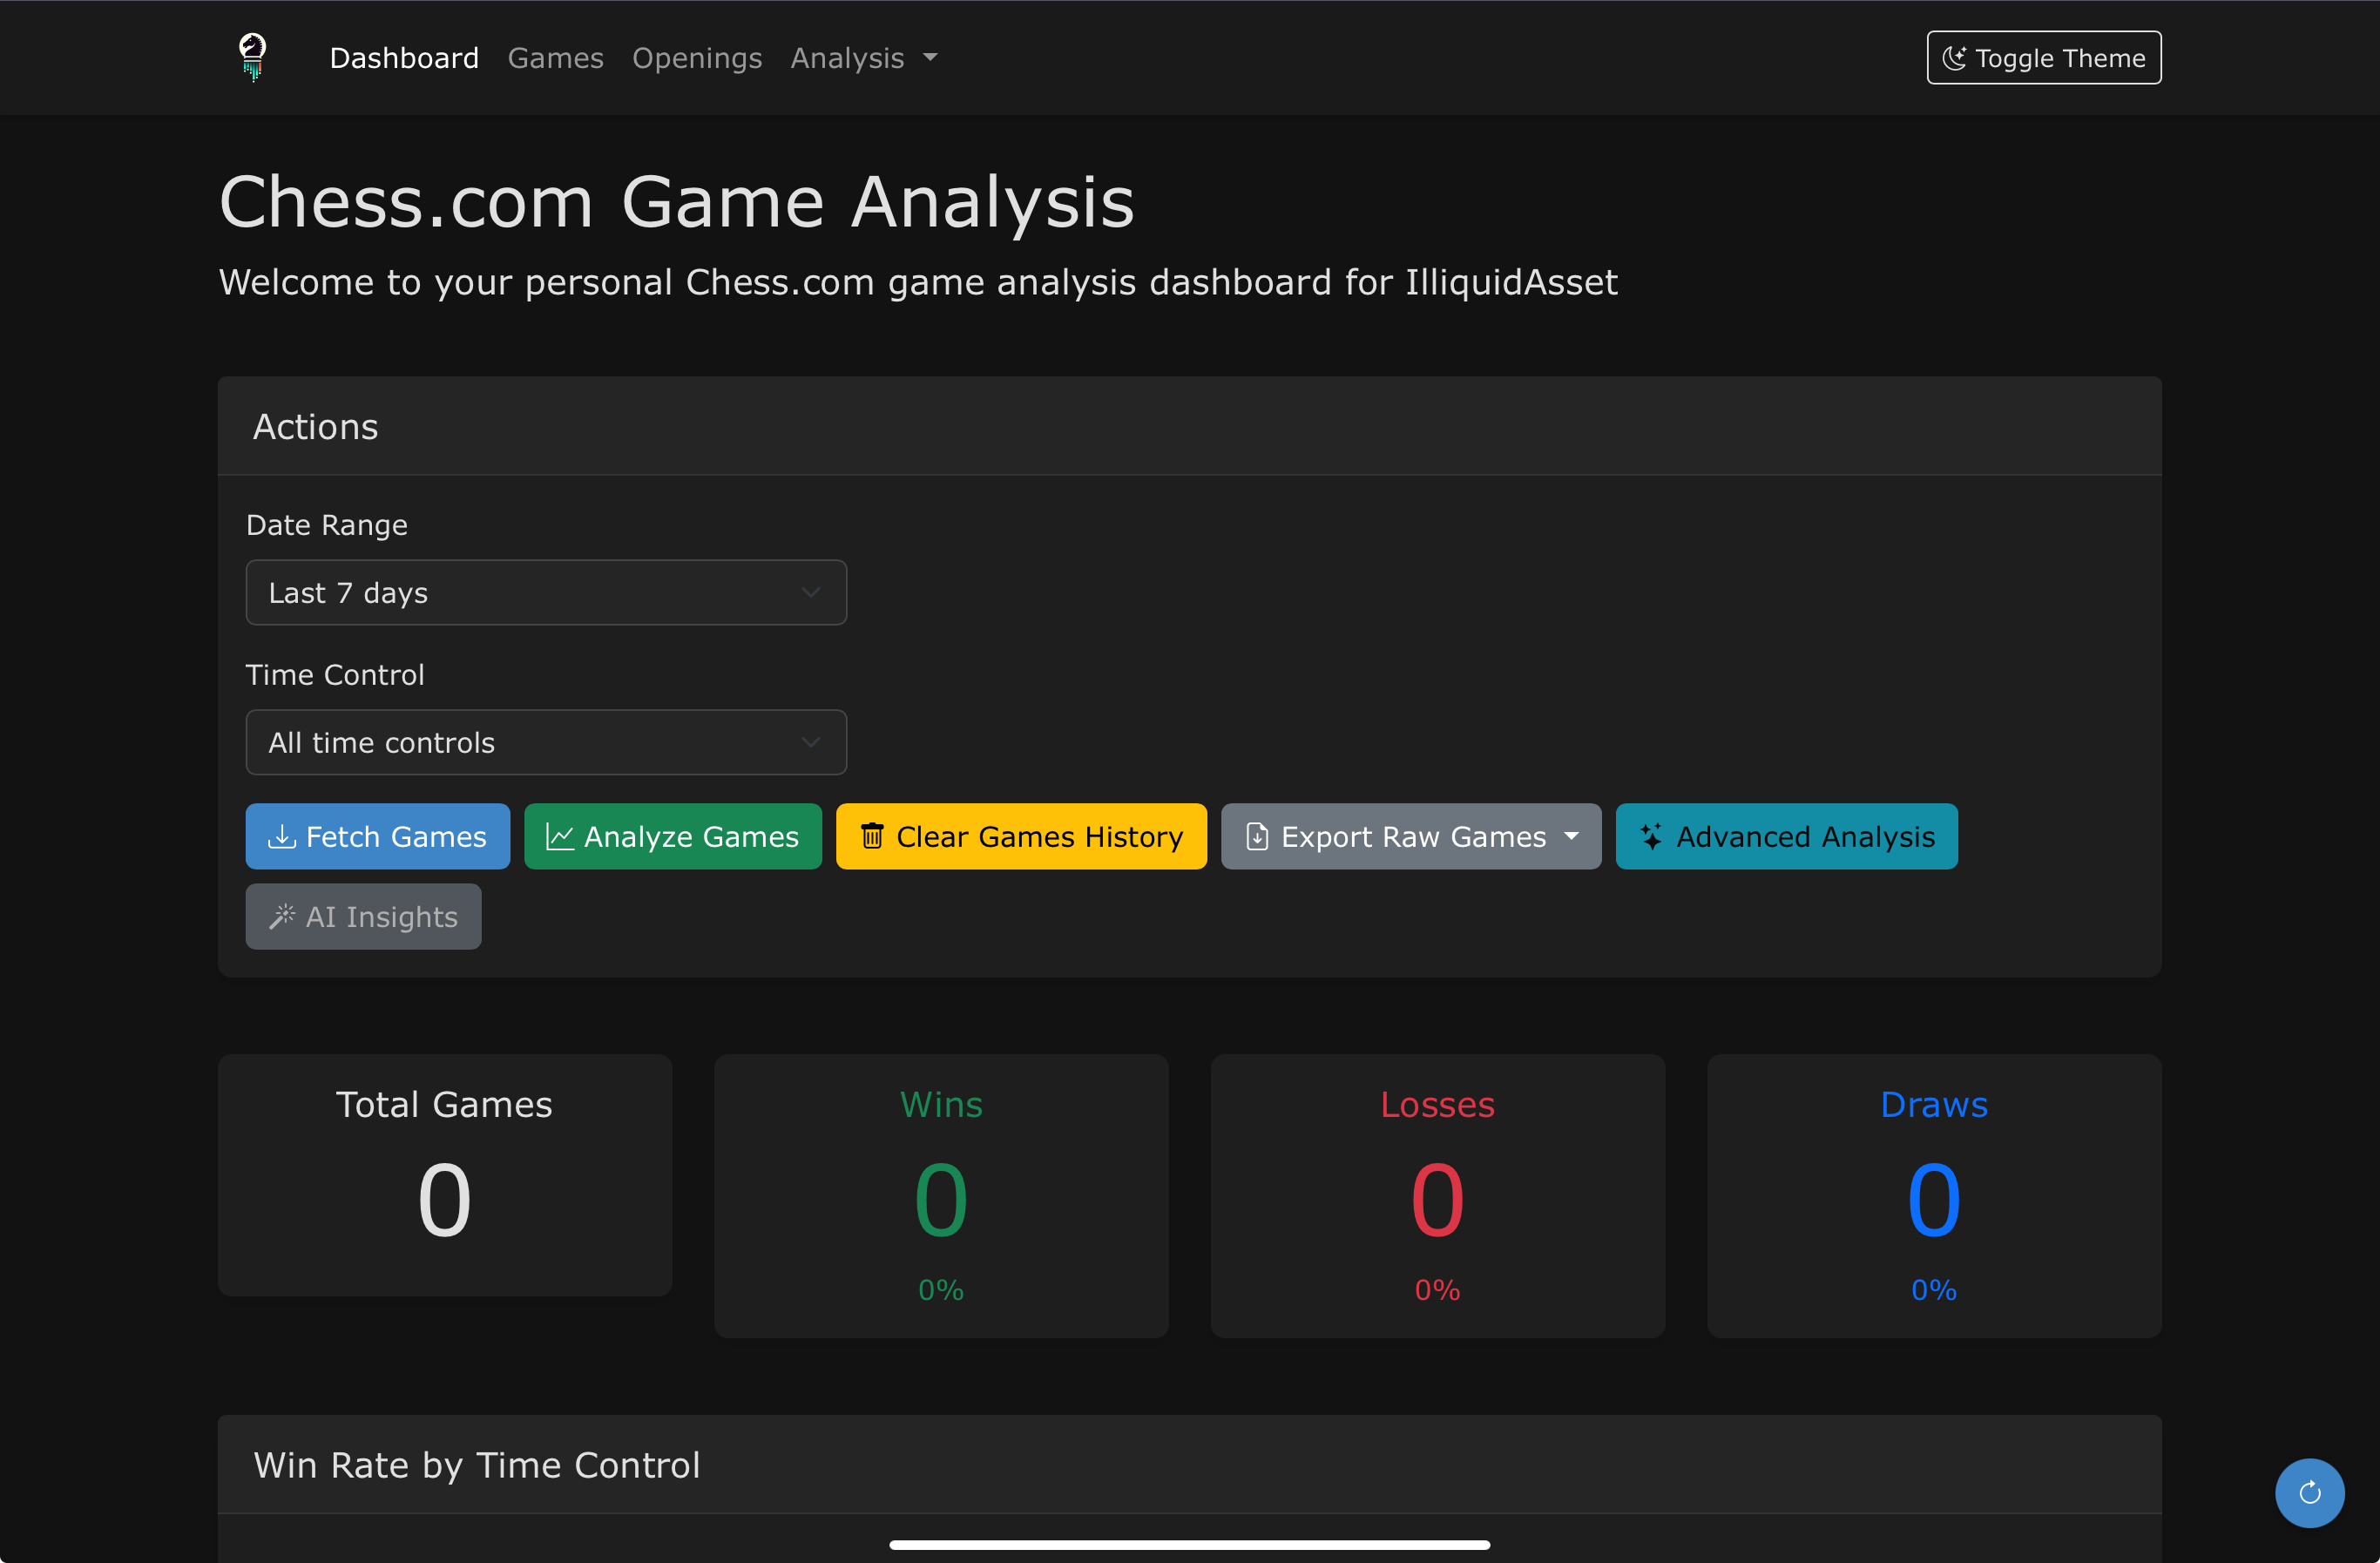 Dashboard Games Openings Analysis Toggle Theme
Chess.com Game Analysis
Welcome to your personal Chess.com game analysis dashboard for IlliquidAsset
Actions
Date Range
Last 7 days
Time Control
All time controls
Fetch Games Analyze Games Clear Games History Export Raw Games Advanced Analysis
AI Insights
Total Games Wins Losses Draws
0 0 0 0
0% 0% 0%
Win Rate by Time Control